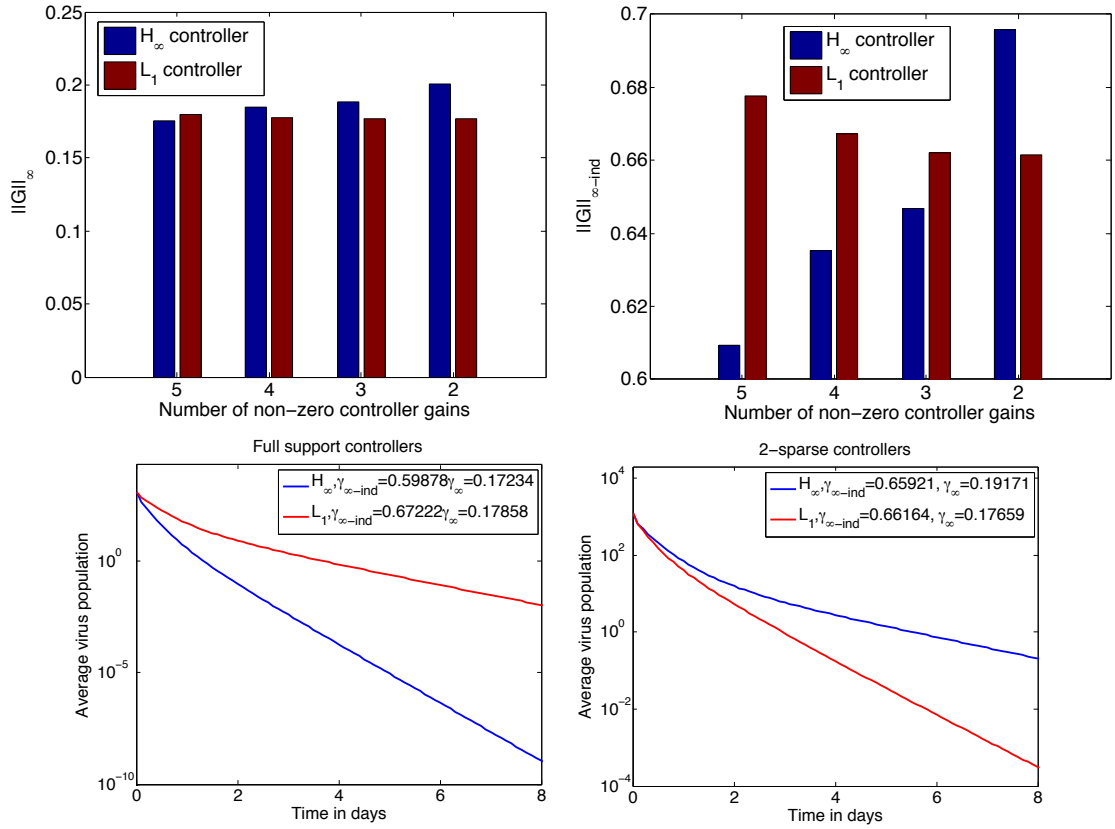 0.25
0.2
0.15
0.1
0.05
0
||G||∞
H∞ controller
L1 controller
5 4 3 2
Number of non-zero controller gains
0.7
0.68
0.66
0.64
0.62
0.6
||G||∞−ind
H∞ controller
L1 controller
5 4 3 2
Number of non-zero controller gains
Full support controllers
H∞,γ∞−ind=0.59878γ∞=0.17234
L1,γ∞−ind=0.67222γ∞=0.17858
10^0
10^−5
10^−10
Average virus population
0 2 4 6 8
Time in days
2−sparse controllers
H∞,γ∞−ind=0.65921, γ∞=0.19171
L1,γ∞−ind=0.66164, γ∞=0.17659
10^4
10^2
10^0
10^−2
10^−4
Average virus population
0 2 4 6 8
Time in days